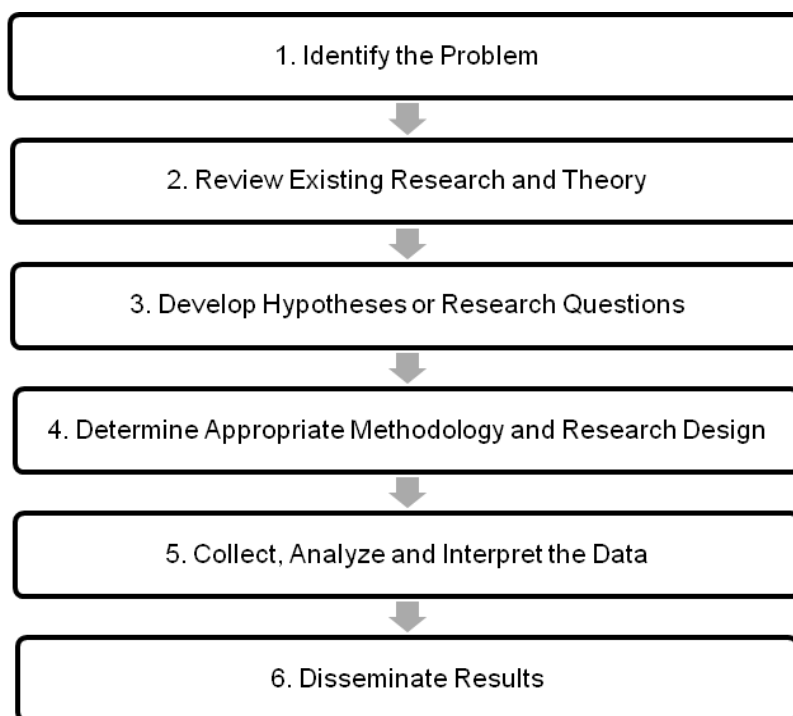 1. Identify the Problem
2. Review Existing Research and Theory
3. Develop Hypotheses or Research Questions
4. Determine Appropriate Methodology and Research Design
5. Collect, Analyze and Interpret the Data
6. Disseminate Results